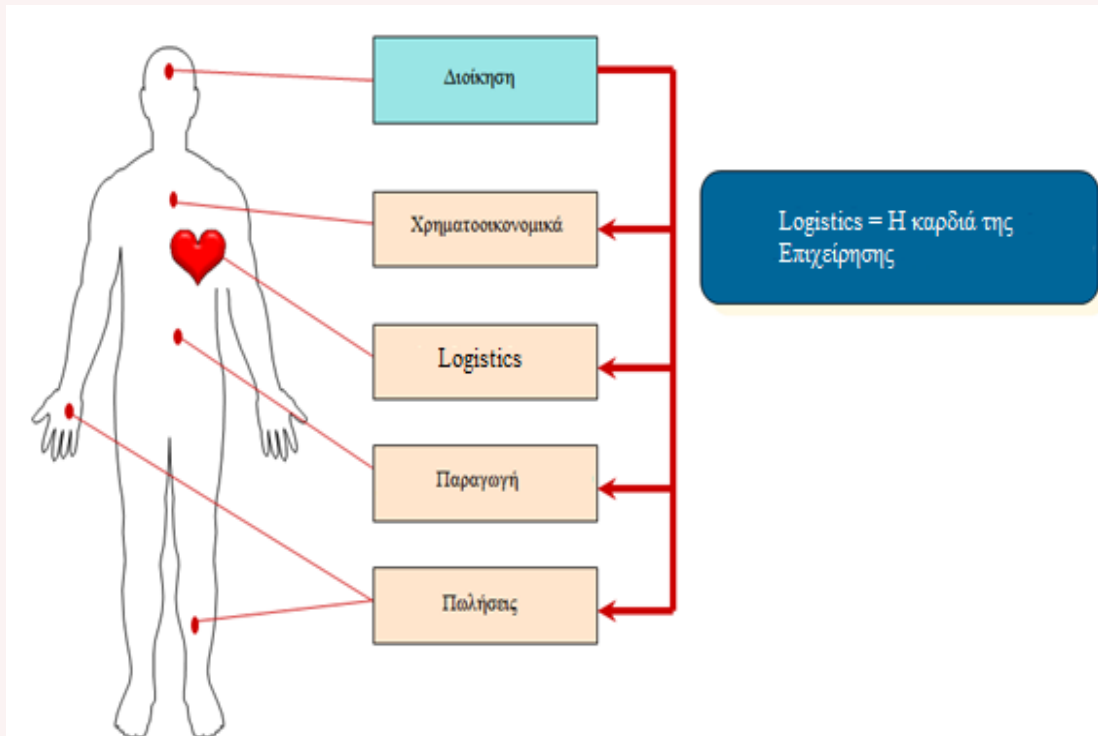 Διοίκηση
Χρηματοοικονομικά
Logistics
Παραγωγή
Πωλήσεις
Logistics = Η καρδιά της
Επιχείρησης